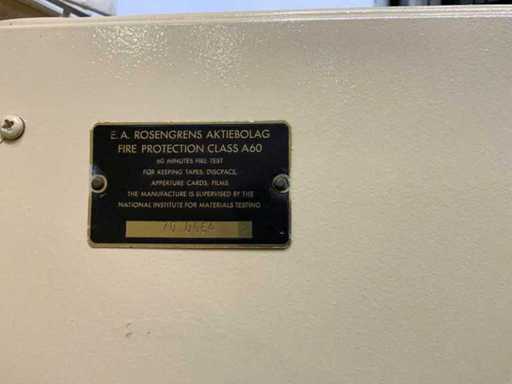 E. A. ROSENGRENS AKTIEBOLAG
FIRE PROTECTION CLASS A60
60 MINUTES FIRE TEST
FOR KEEPING TAPES, DISCPACS,
APPERTURE CARDS, FILMS
THE MANUFACTURE IS SUPERVISED BY THE
NATIONAL INSTITUTE FOR MATERIALS TESTING